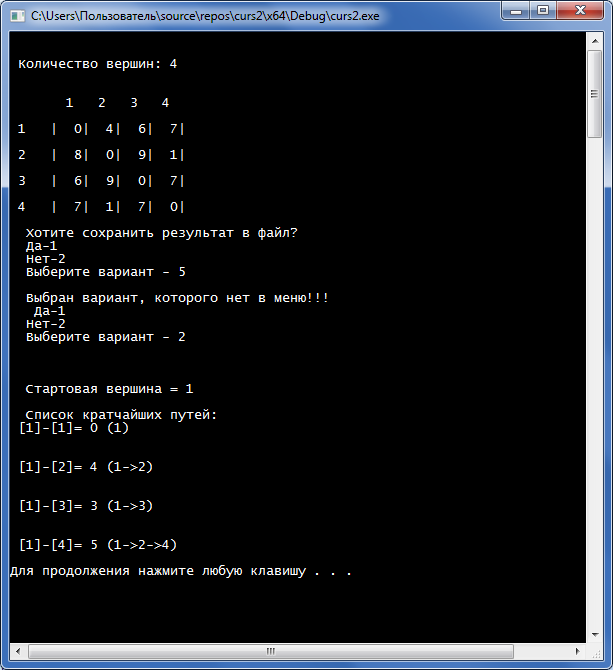 C:\Users\Пользователь\source\repos\curs2\x64\Debug\curs2.exe
Количество вершин: 4
1 2 3 4
1 | 0| 4| 6| 7|
2 | 8| 0| 9| 1|
3 | 6| 9| 0| 7|
4 | 7| 1| 7| 0|
Хотите сохранить результат в файл?
Да-1
Нет-2
Выберите вариант - 5
Выбран вариант, которого нет в меню!!!
Да-1
Нет-2
Выберите вариант - 2
Стартовая вершина = 1
Список кратчайших путей:
[1]-[1]= 0 (1)
[1]-[2]= 4 (1->2)
[1]-[3]= 3 (1->3)
[1]-[4]= 5 (1->2->4)
Для продолжения нажмите любую клавишу . . .